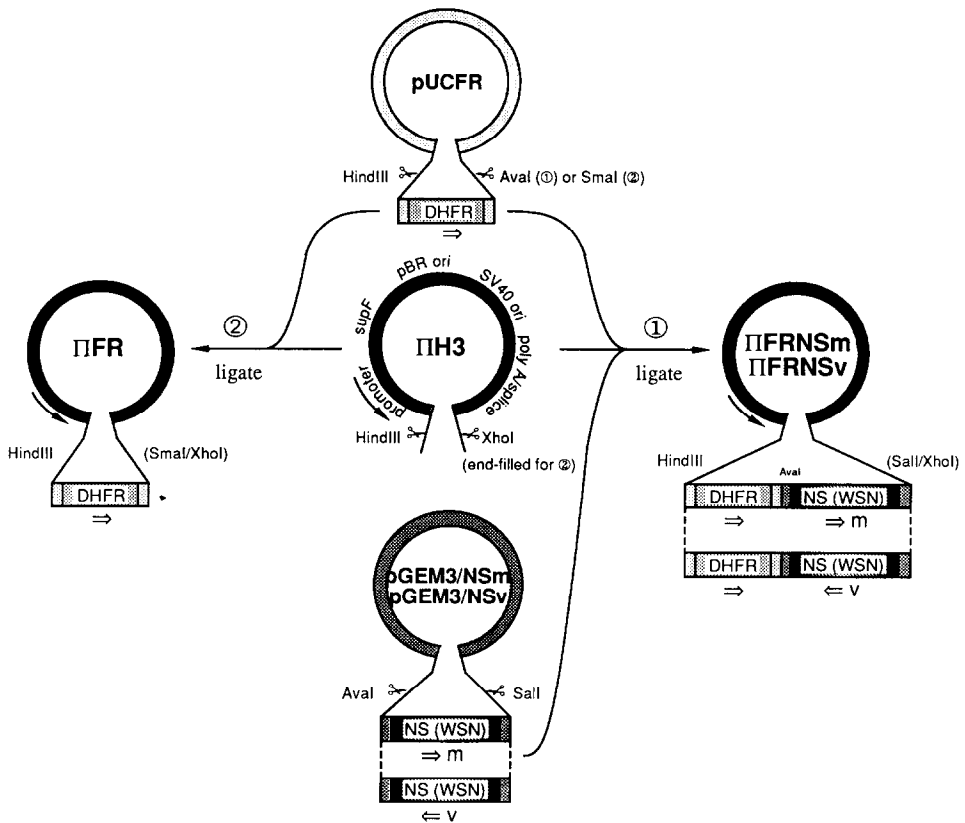 pUCFR
HindIII
AvaI (①) or SmaI (②)
DHFR
⇒
pBR ori
SV40 ori
supF
poly A/splice
promoter
ΠH3
②
ligate
①
ligate
ΠFR
ΠFRNSm
ΠFRNSv
HindIII
XhoI
(end-filled for ②)
HindIII
(SmaI/XhoI)
DHFR
⇒
HindIII
AvaI
(SalI/XhoI)
DHFR
NS (WSN)
⇒
⇒ m
DHFR
NS (WSN)
⇒
⇐ v
pGEM3/NSm
pGEM3/NSv
AvaI
SalI
NS (WSN)
⇒ m
NS (WSN)
⇐ v